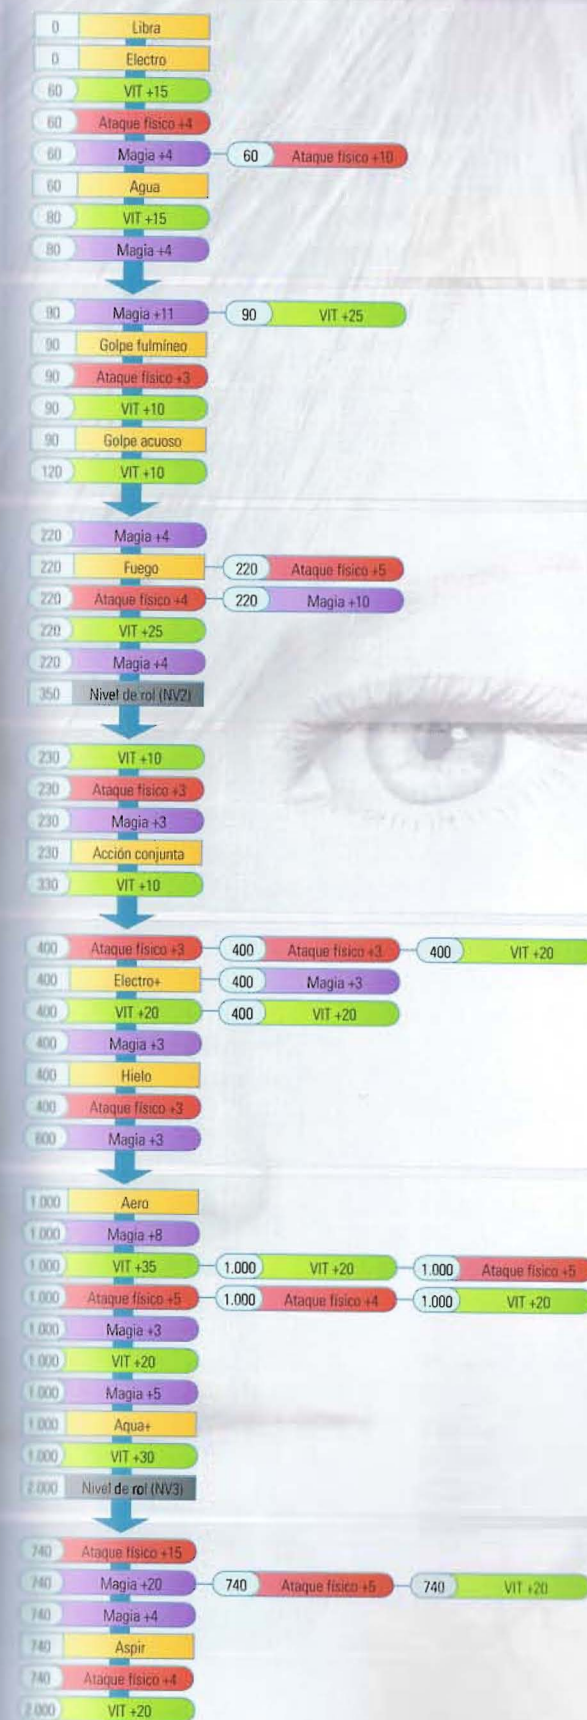 0 Libra
0 Electro
60 VIT +15
60 Ataque físico +4
60 Magia +4 60 Ataque físico +10
60 Agua
80 VIT +15
80 Magia +4
90 Magia +11 90 VIT +25
90 Golpe fulmíneo
90 Ataque físico +3
90 VIT +10
90 Golpe acuoso
120 VIT +10
220 Magia +4
220 Fuego 220 Ataque físico +5
220 Ataque físico +4 220 Magia +10
220 VIT +25
220 Magia +4
350 Nivel de rol (NV2)
230 VIT +10
230 Ataque físico +3
230 Magia +3
230 Acción conjunta
330 VIT +10
400 Ataque físico +3 400 Ataque físico +3 400 VIT +20
400 Electro+ 400 Magia +3
400 VIT +20 400 VIT +20
400 Magia +3
400 Hielo
400 Ataque físico +3
600 Magia +3
1.000 Aero
1.000 Magia +8
1.000 VIT +35 1.000 VIT +20 1.000 Ataque físico +5
1.000 Ataque físico +5 1.000 Ataque físico +4 1.000 VIT +20
1.000 Magia +3
1.000 VIT +20
1.000 Magia +5
1.000 Aqua+
1.000 VIT +30
2.000 Nivel de rol (NV3)
740 Ataque físico +15
740 Magia +20 740 Ataque físico +5 740 VIT +20
740 Magia +4
740 Aspir
740 Ataque físico +4
2.000 VIT +20